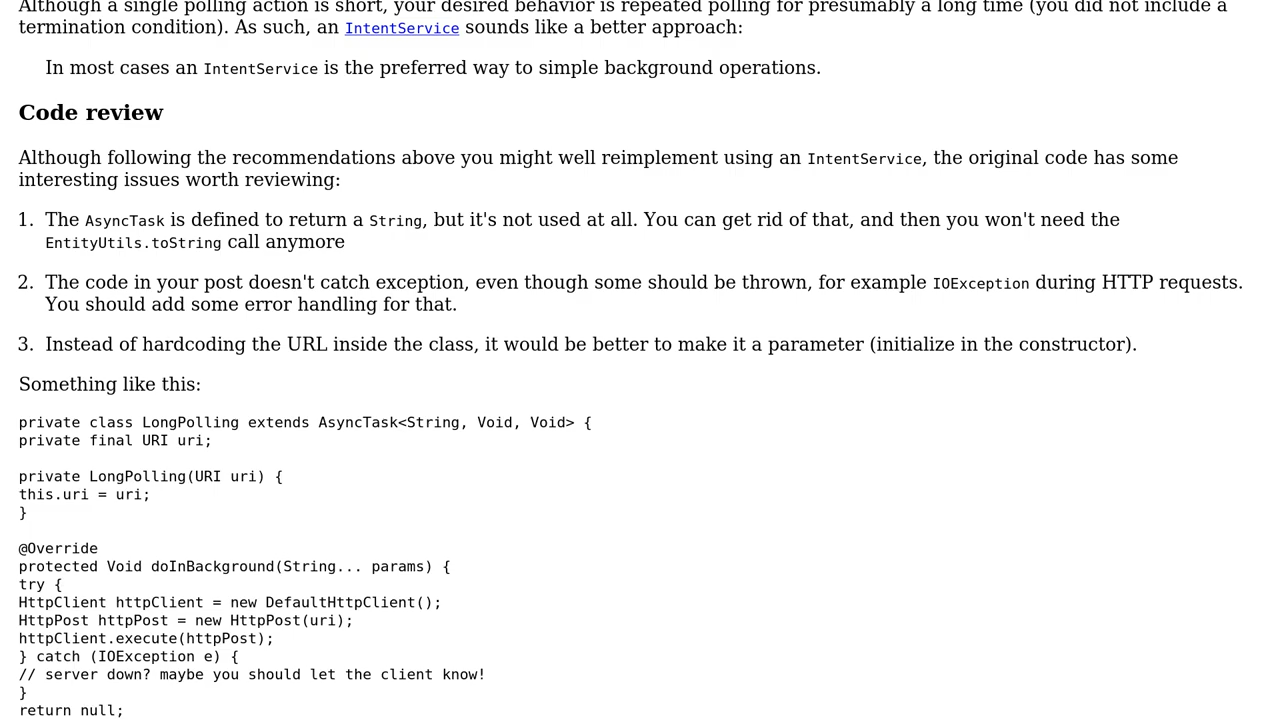 Although a single polling action is short, your desired behavior is repeated polling for presumably a long time (you did not include a
termination condition). As such, an IntentService sounds like a better approach:
In most cases an IntentService is the preferred way to simple background operations.
Code review
Although following the recommendations above you might well reimplement using an IntentService, the original code has some
interesting issues worth reviewing:
1. The AsyncTask is defined to return a String, but it's not used at all. You can get rid of that, and then you won't need the
EntityUtils.toString call anymore
2. The code in your post doesn't catch exception, even though some should be thrown, for example IOException during HTTP requests.
You should add some error handling for that.
3. Instead of hardcoding the URL inside the class, it would be better to make it a parameter (initialize in the constructor).
Something like this:
private class LongPolling extends AsyncTask<String, Void, Void> {
private final URI uri;
private LongPolling(URI uri) {
this.uri = uri;
}
@Override
protected Void doInBackground(String... params) {
try {
HttpClient httpClient = new DefaultHttpClient();
HttpPost httpPost = new HttpPost(uri);
httpClient.execute(httpPost);
} catch (IOException e) {
// server down? maybe you should let the client know!
}
return null;